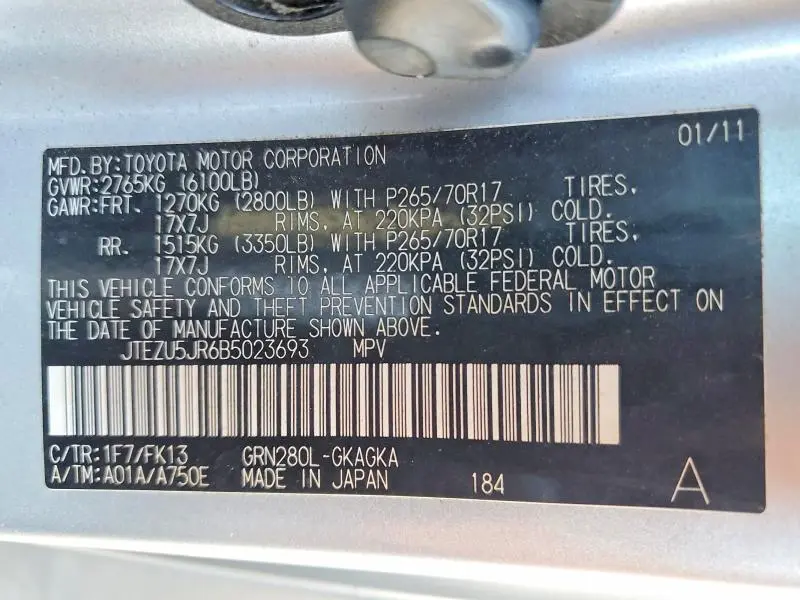 01/11
MFD.BY:TOYOTA MOTOR CORPORATION
GVWR:2765KG (6100LB)
GAWR:FRT. 1270KG (2800LB) WITH P265/70R17 TIRES,
17X7J RIMS, AT 220KPA (32PSI) COLD.
RR. 1515KG (3350LB) WITH P265/70R17 TIRES,
17X7J RIMS, AT 220KPA (32PSI) COLD.
THIS VEHICLE CONFORMS TO ALL APPLICABLE FEDERAL MOTOR
VEHICLE SAFETY AND THEFT PREVENTION STANDARDS IN EFFECT ON
THE DATE OF MANUFACTURE SHOWN ABOVE.
JTEZU5JR6B5023693 MPV
C/TR:1F7/FK13 GRN280L-GKAGKA
A/TM:A01A/A750E MADE IN JAPAN 184 A